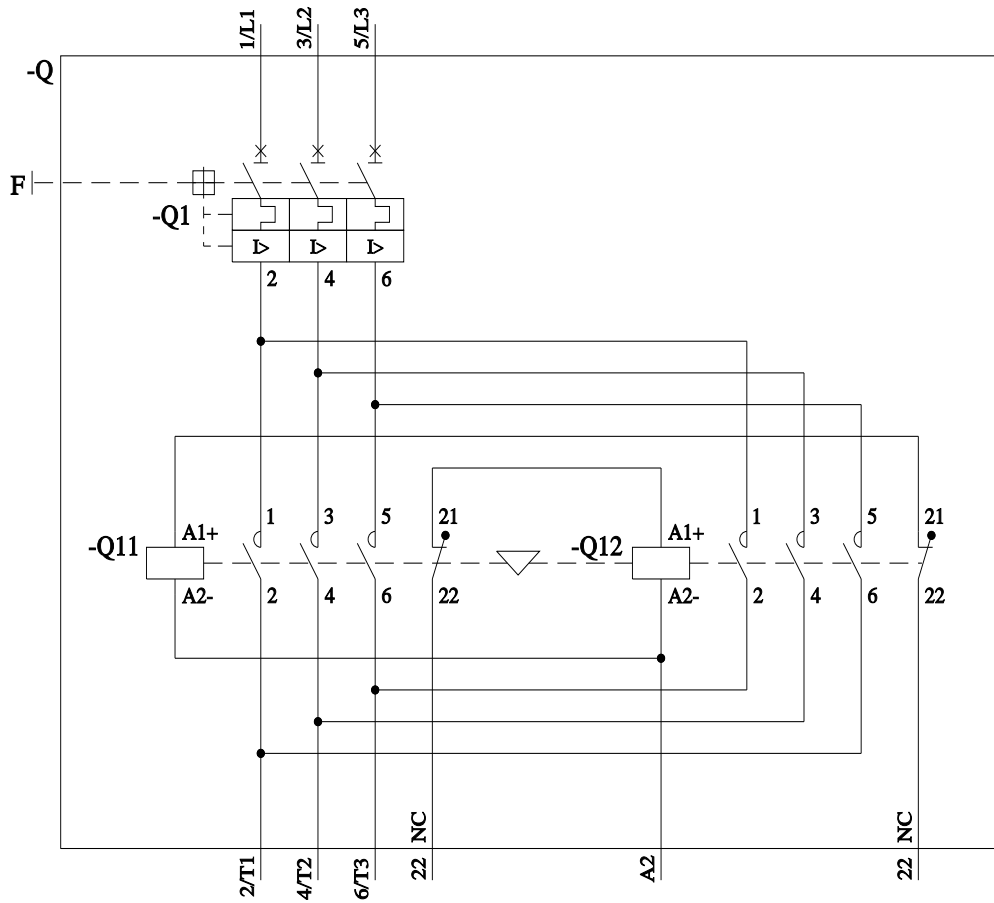 1/L1 3/L2 5/L3
-Q
F
-Q1
I> I> I>
2 4 6
1 3 5 21 1 3 5 21
-Q11 A1+ -Q12 A1+
A2- 2 4 6 22 A2- 2 4 6 22
NC NC
2/T1 4/T2 6/T3 22 A2 22